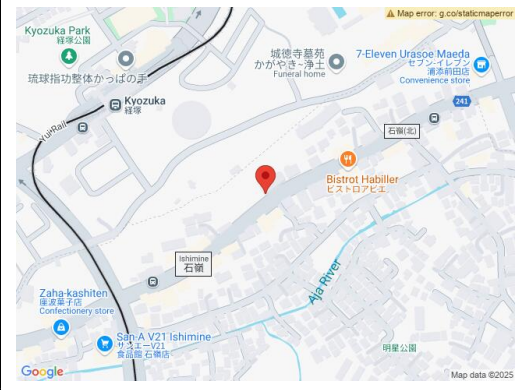 Map error: g.co/staticmaperror
Kyozuka Park
経塚公園
琉球指功整体かっぱの手
城徳寺墓苑
かがやき-浄土
Funeral home
7-Eleven Urasoe Maeda
セブン-イレブン
浦添前田店
Convenience store
Kyozuka
経塚
Yui Rail
241
石嶺(北)
Bistrot Habiller
ビストロアビエ
Ishimine
石嶺
Aja River
Zaha-kashiten
座波菓子店
Confectionery store
San-A V21 Ishimine
サンエーV21
食品館 石嶺店
明星公園
Google
Map data ©2025